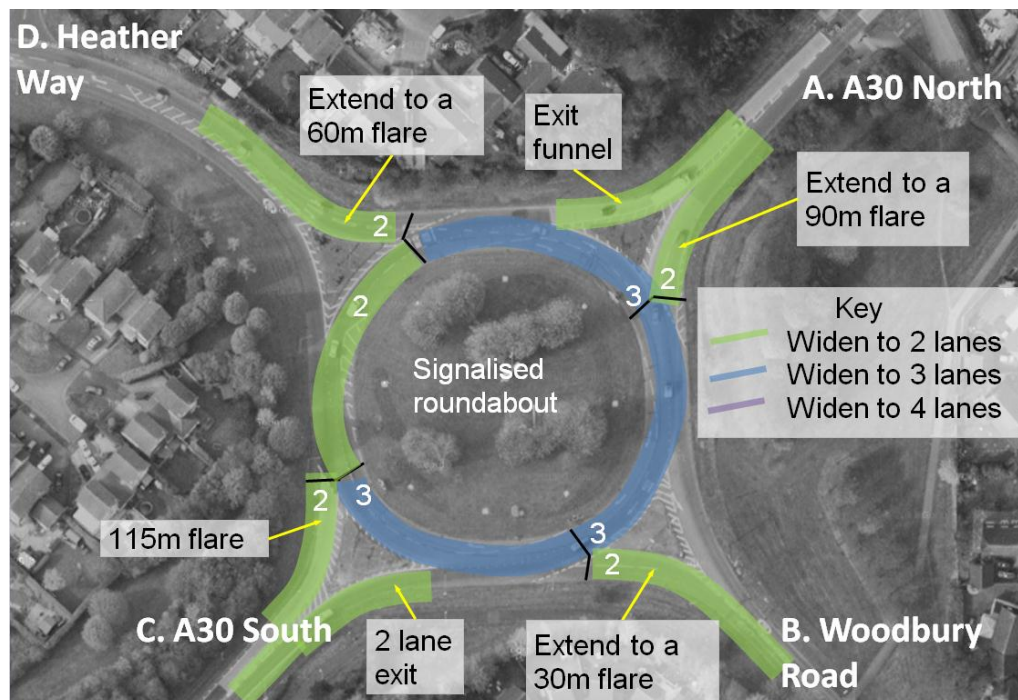 D. Heather
Way
Extend to a
60m flare
Exit
funnel
A. A30 North
Extend to a
90m flare
2
2
3
2
Key
Widen to 2 lanes
Widen to 3 lanes
Widen to 4 lanes
Signalised
roundabout
2
3
3
2
115m flare
C. A30 South
2 lane
exit
Extend to a
30m flare
B. Woodbury
Road